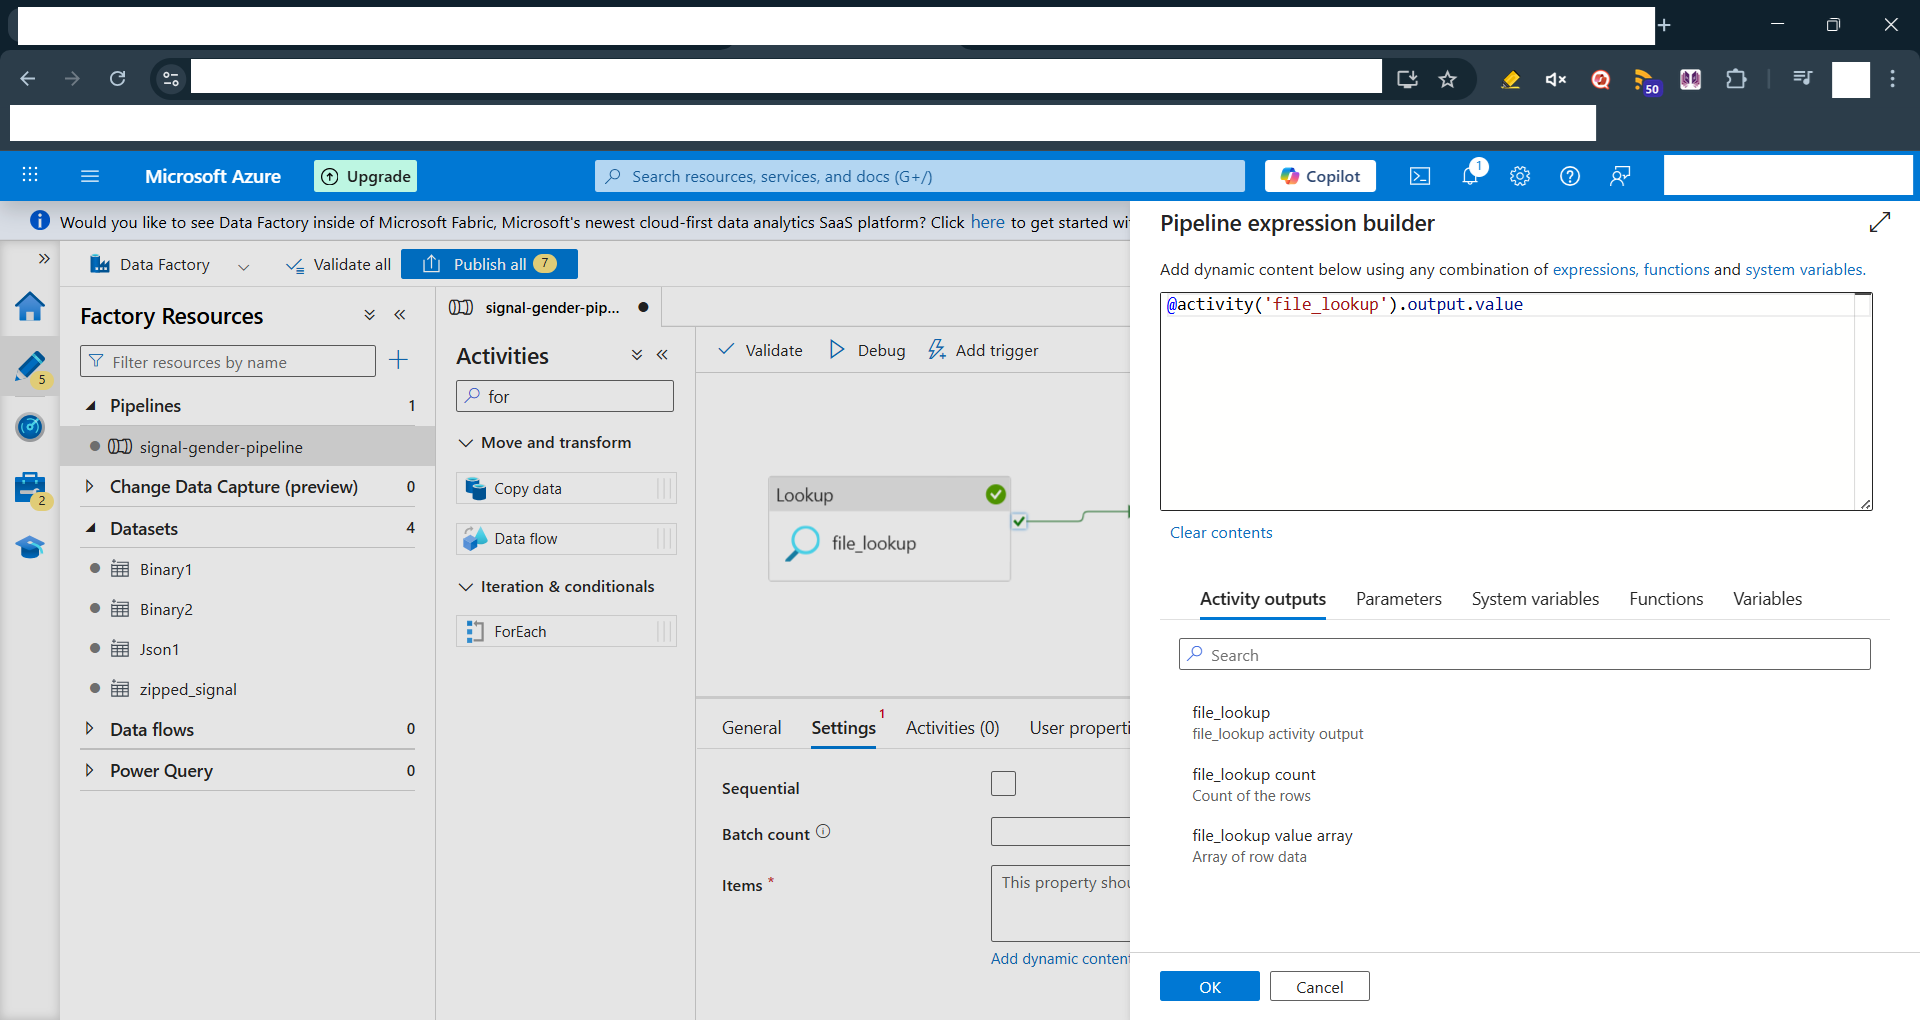 50
Microsoft Azure
Upgrade
Search resources, services, and docs (G+/)
Copilot
1
Would you like to see Data Factory inside of Microsoft Fabric, Microsoft's newest cloud-first data analytics SaaS platform? Click here to get started wi
Data Factory
Validate all
Publish all 7
Factory Resources
Filter resources by name
5
2
Pipelines 1
signal-gender-pipeline
Change Data Capture (preview) 0
Datasets 4
Binary1
Binary2
Json1
zipped_signal
Data flows 0
Power Query 0
signal-gender-pip...
Activities
for
Move and transform
Copy data
Data flow
Iteration & conditionals
ForEach
Validate
Debug
Add trigger
Lookup
file_lookup
General
Settings 1
Activities (0)
User properti
Sequential
Batch count
Items *
This property shou
Add dynamic content
Pipeline expression builder
Add dynamic content below using any combination of expressions, functions and system variables.
@activity('file_lookup').output.value
Clear contents
Activity outputs
Parameters
System variables
Functions
Variables
Search
file_lookup
file_lookup activity output
file_lookup count
Count of the rows
file_lookup value array
Array of row data
OK
Cancel